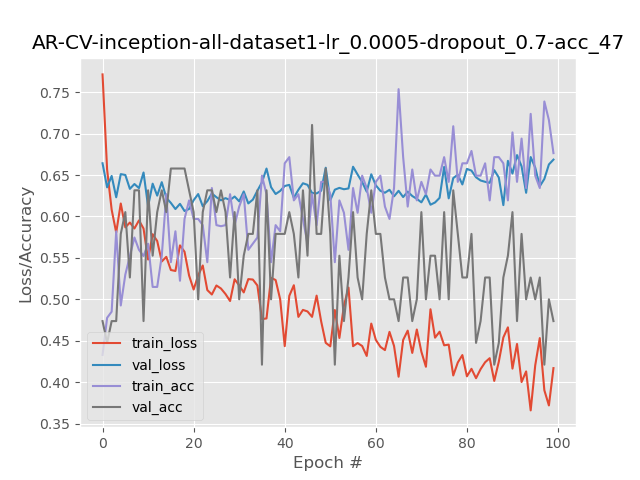 AR-CV-inception-all-dataset1-lr_0.0005-dropout_0.7-acc_47
0.75
0.70
0.65
0.60
0.55
0.50
0.45
0.40
0.35
Loss/Accuracy
train_loss
val_loss
train_acc
val_acc
0 20 40 60 80 100
Epoch #